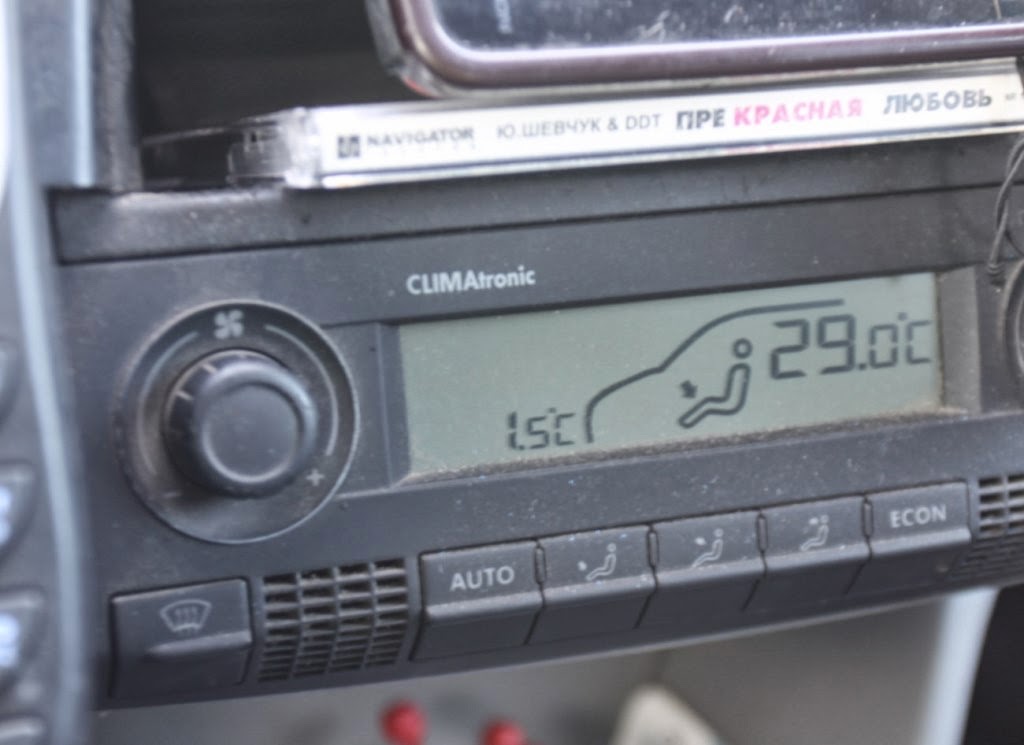 NAVIGATOR Ю.ШЕВЧУК & DDT ПРЕКРАСНАЯ ЛЮБОВЬ
CLIMAtronic
29.0°C
1.5°C
+
-
AUTO
ECON